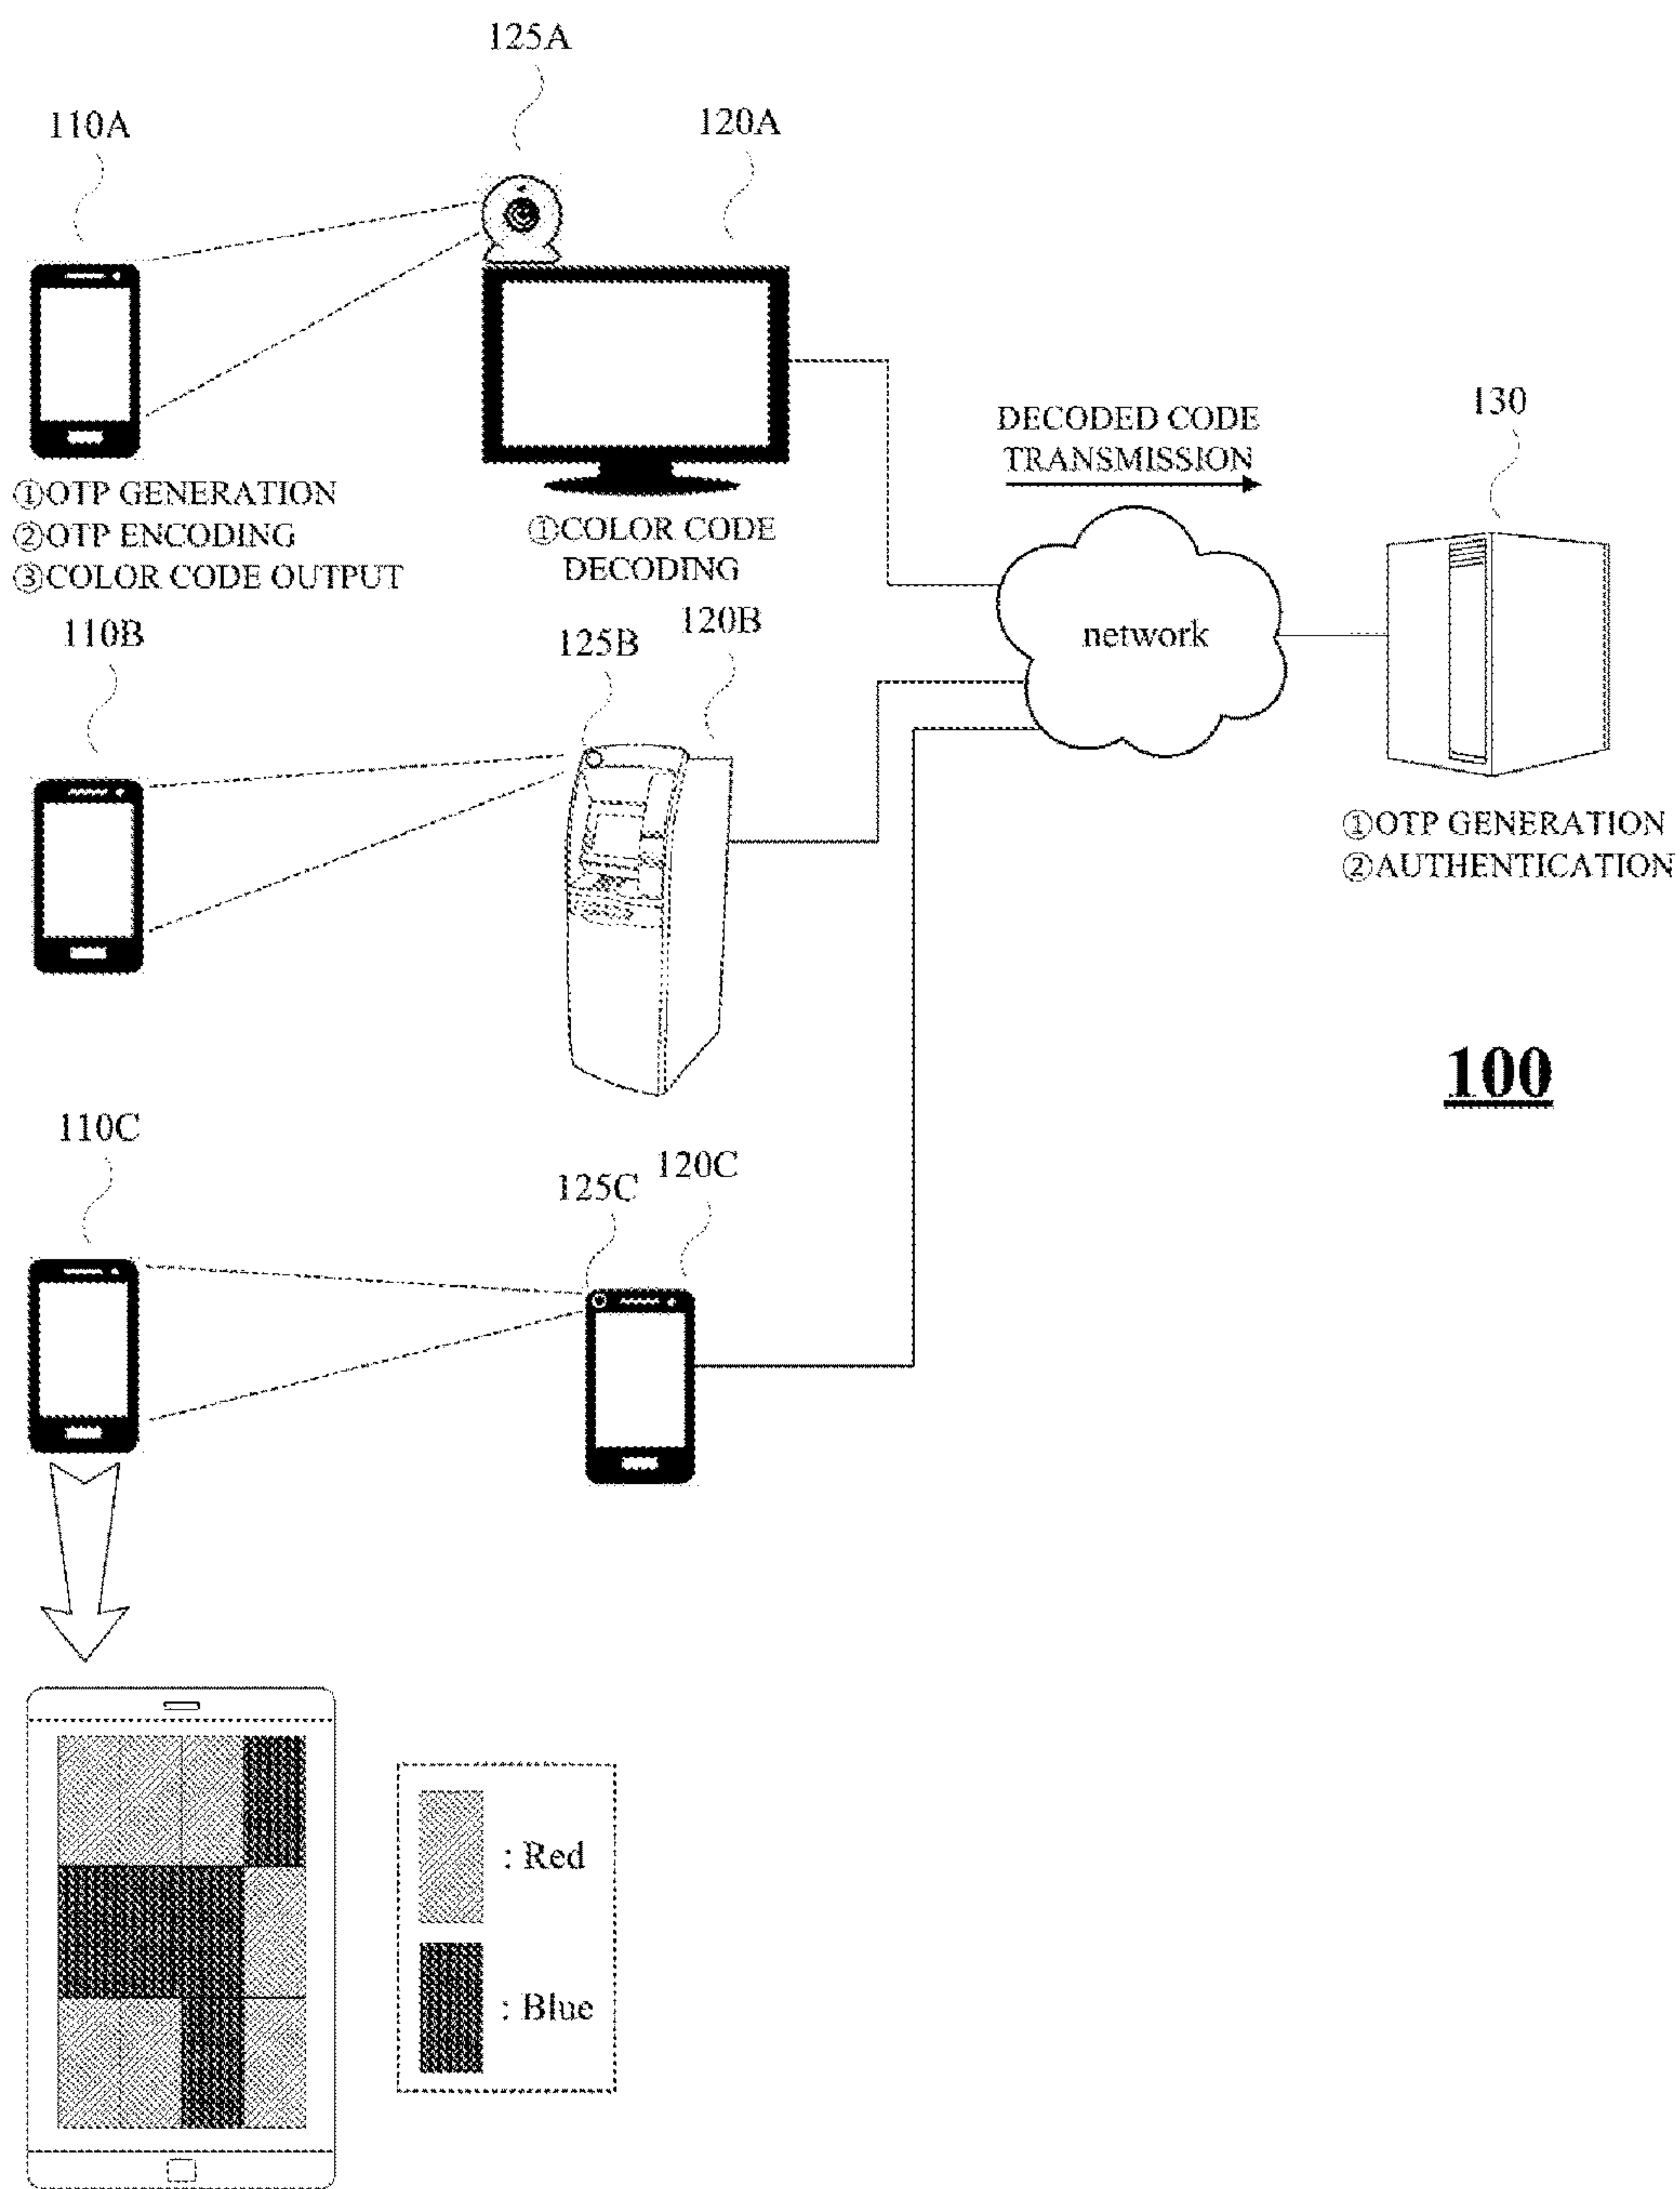 125A
110A
120A
130
DECODED CODE
TRANSMISSION
①OTP GENERATION
②OTP ENCODING
③COLOR CODE OUTPUT
①COLOR CODE
DECODING
network
110B
125B
120B
①OTP GENERATION
②AUTHENTICATION
100
110C
125C
120C
: Red
: Blue